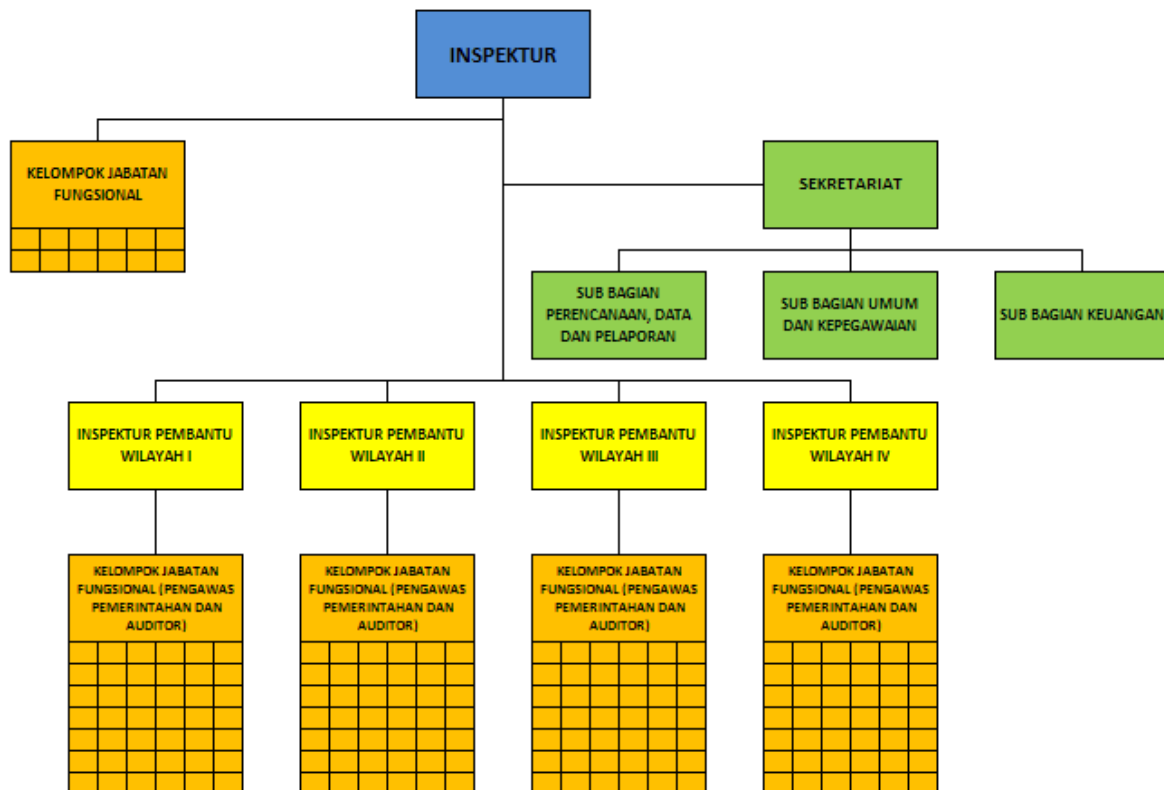 INSPEKTUR
KELOMPOK JABATAN
FUNGSIONAL
SEKRETARIAT
SUB BAGIAN
PERENCANAAN, DATA
DAN PELAPORAN
SUB BAGIAN UMUM
DAN KEPEGAWAIAN
SUB BAGIAN KEUANGAN
INSPEKTUR PEMBANTU
WILAYAH I
INSPEKTUR PEMBANTU
WILAYAH II
INSPEKTUR PEMBANTU
WILAYAH III
INSPEKTUR PEMBANTU
WILAYAH IV
KELOMPOK JABATAN
FUNGSIONAL (PENGAWAS
PEMERINTAHAN DAN
AUDITOR)
KELOMPOK JABATAN
FUNGSIONAL (PENGAWAS
PEMERINTAHAN DAN
AUDITOR)
KELOMPOK JABATAN
FUNGSIONAL (PENGAWAS
PEMERINTAHAN DAN
AUDITOR)
KELOMPOK JABATAN
FUNGSIONAL (PENGAWAS
PEMERINTAHAN DAN
AUDITOR)